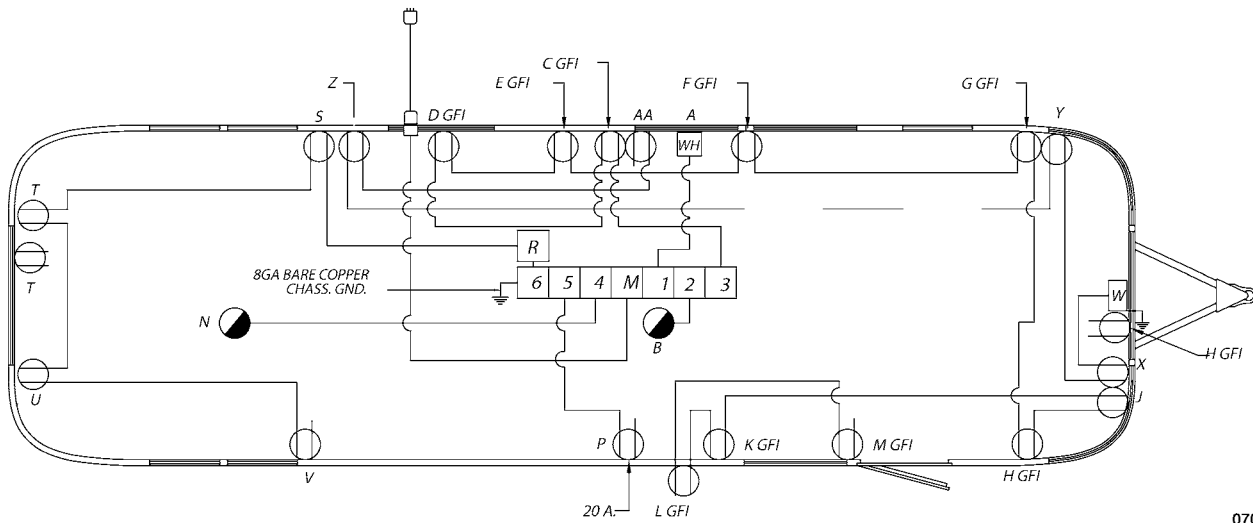 C GFI
Z
E GFI
F GFI
G GFI
S
D GFI
AA
A
Y
WH
T
R
T
8GA BARE COPPER
CHASS. GND.
6 5 4 M 1 2 3
W
N
B
H GFI
X
U
J
P
K GFI
M GFI
V
H GFI
20 A.
L GFI